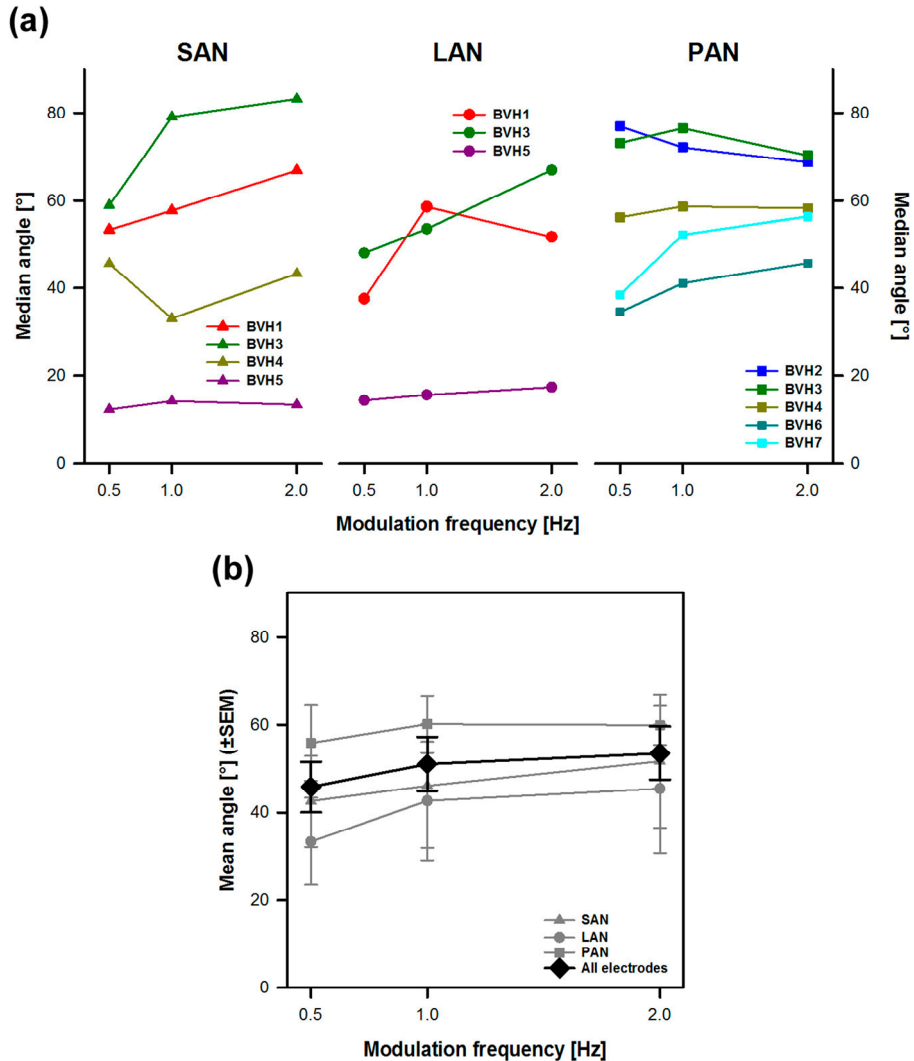 (a)
SAN
LAN
PAN
Median angle [°]
80
60
40
20
0
BVH1
BVH3
BVH4
BVH5
0.5
1.0
2.0
BVH1
BVH3
BVH5
0.5
1.0
2.0
BVH2
BVH3
BVH4
BVH6
BVH7
0.5
1.0
2.0
80
60
40
20
0
Median angle [°]
Modulation frequency [Hz]
(b)
Mean angle [°] (±SEM)
80
60
40
20
0
SAN
LAN
PAN
All electrodes
0.5
1.0
2.0
Modulation frequency [Hz]